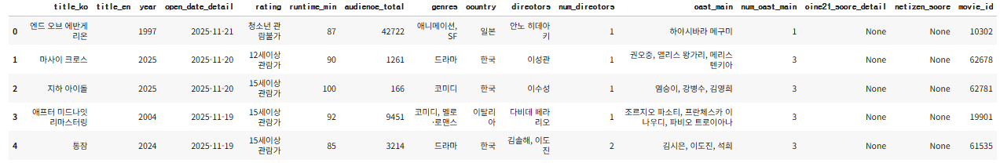 title_ko title_en year open_date_detail rating runtime_min audience_total genres country directors num_directors cast_main num_cast_main cine21_score_detail netizen_score movie_id
엔드 오브 에반게 청소년 관 애니메이션, 안노 히데아
0 1997 2025-11-21 87 42722 일본 1 하야시바라 메구미 1 None None 10302
리온 람불가 SF 키
12세이상 권오중, 앨리스 왕가리, 메리스
1 마사이 크로스 2025 2025-11-20 90 1261 드라마 한국 이성관 1 3 None None 62678
관람가 텐키아
15세이상
2 지하 아이돌 2025 2025-11-20 100 166 코미디 한국 이수성 1 염승이, 강병수, 김영희 3 None None 62781
관람가
애프터 미드나잇 15세이상 코미디, 멜로 이탈리 다비데 페라 조르지오 파소티, 프란체스카 이
3 2004 2025-11-19 92 9451 1 3 None None 19901
리마스터링 관람가 ·로맨스 아 리오 나우디, 파비오 트로이아나
15세이상 김솔해, 이도
4 통잠 2024 2025-11-19 85 3214 드라마 한국 2 김시은, 이도진, 석희 3 None None 61535
관람가 진